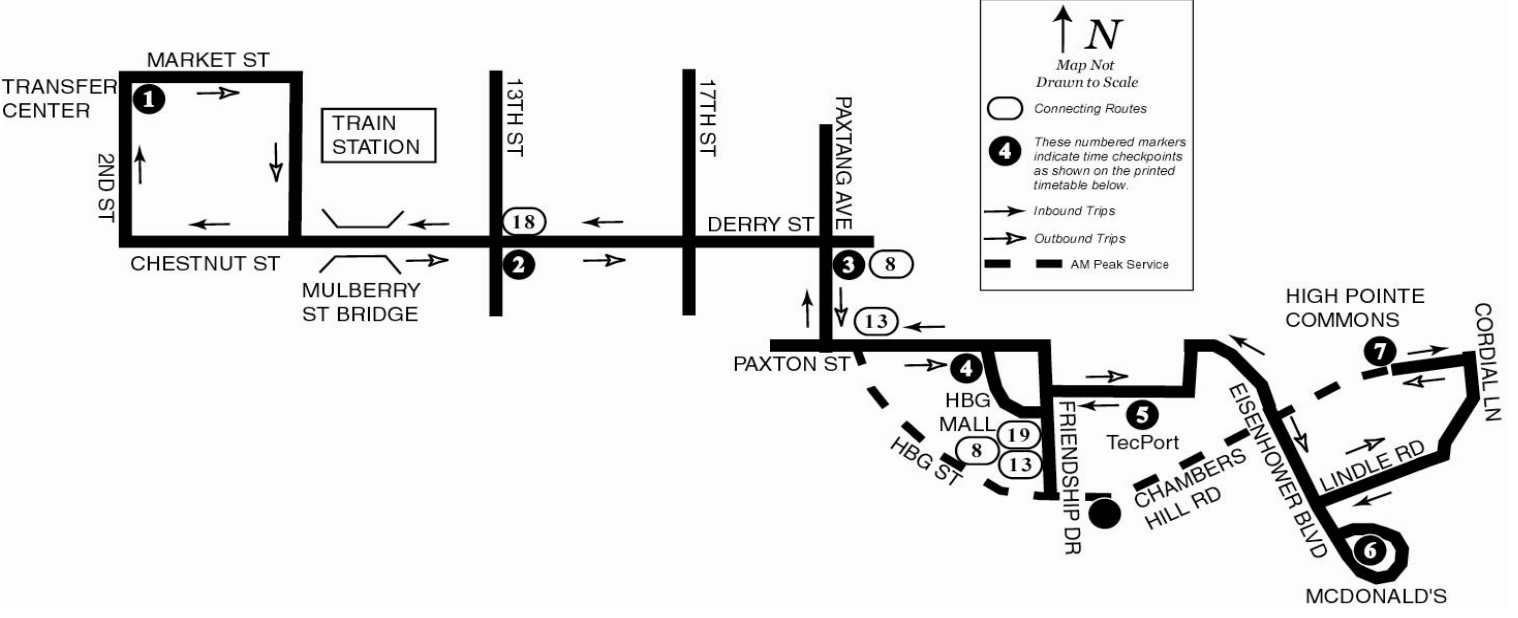 MARKET ST
TRANSFER
CENTER
1
2ND ST
CHESTNUT ST
TRAIN
STATION
MULBERRY
ST BRIDGE
13TH ST
18
2
17TH ST
DERRY ST
PAXTANG AVE
3
8
13
PAXTON ST
4
HBG
MALL
19
8
13
HBG ST
FRIENDSHIP DR
5
TecPort
CHAMBERS
HILL RD
EISENHOWER BLVD
LINDLE RD
6
MCDONALD'S
HIGH POINTE
COMMONS
7
CORDIAL LN
N
Map Not
Drawn to Scale
Connecting Routes
4
These numbered markers
indicate time checkpoints
as shown on the printed
timetable below.
Inbound Trips
Outbound Trips
AM Peak Service